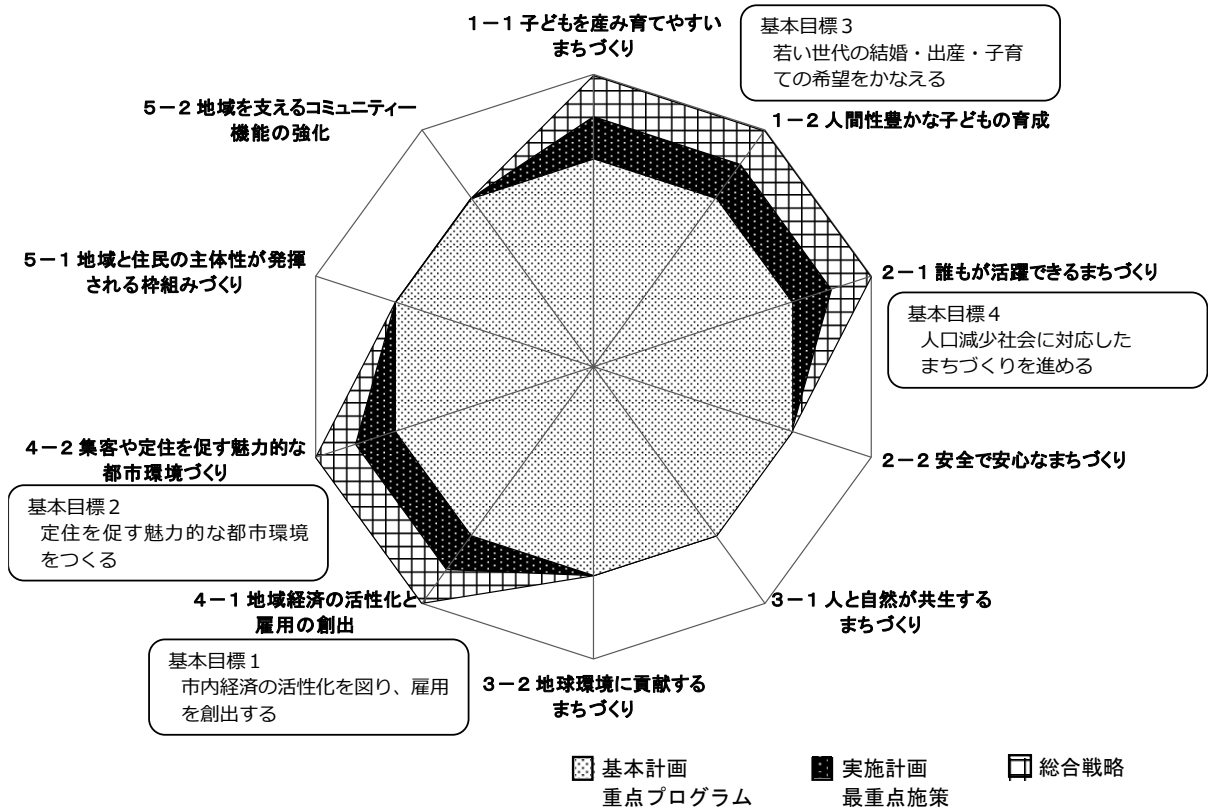 1－1 子どもを産み育てやすい
まちづくり
基本目標３
若い世代の結婚・出産・子育
ての希望をかなえる
1－2 人間性豊かな子どもの育成
2－1 誰もが活躍できるまちづくり
基本目標４
人口減少社会に対応した
まちづくりを進める
2－2 安全で安心なまちづくり
3－1 人と自然が共生する
まちづくり
3－2 地球環境に貢献する
まちづくり
4－1 地域経済の活性化と
雇用の創出
基本目標１
市内経済の活性化を図り、雇用
を創出する
4－2 集客や定住を促す魅力的な
都市環境づくり
基本目標２
定住を促す魅力的な都市環境
をつくる
5－1 地域と住民の主体性が発揮
される枠組みづくり
5－2 地域を支えるコミュニティー
機能の強化
基本計画
重点プログラム
実施計画
最重点施策
総合戦略